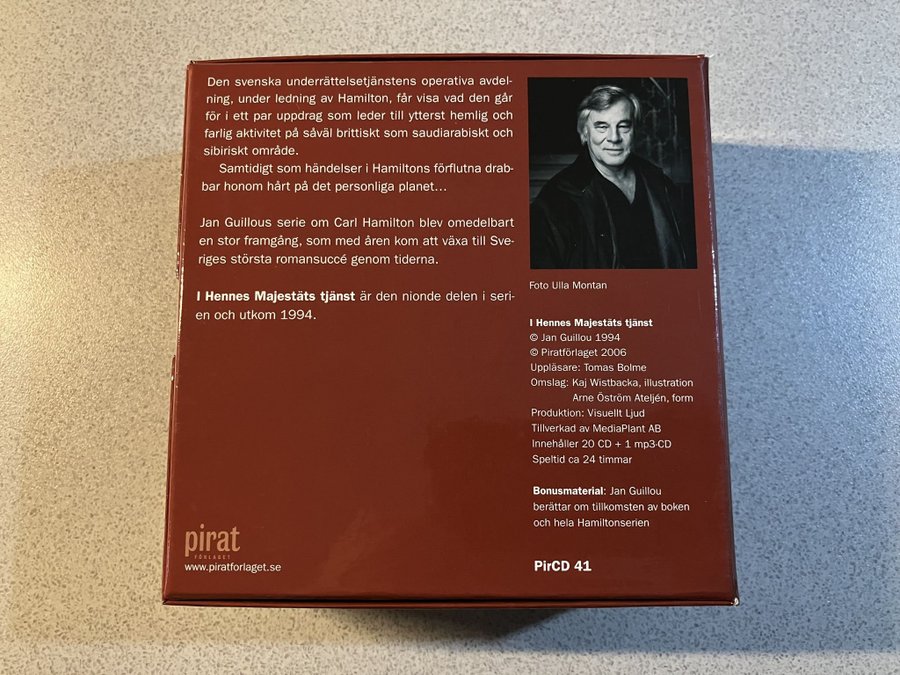 Den svenska underrättelsetjänstens operativa avdel-
ning, under ledning av Hamilton, får visa vad den går
för i ett par uppdrag som leder till ytterst hemlig och
farlig aktivitet på såväl brittiskt som saudiarabiskt och
sibiriskt område.
Samtidigt som händelser i Hamiltons förflutna drab-
bar honom hårt på det personliga planet...
Jan Guillous serie om Carl Hamilton blev omedelbart
en stor framgång, som med åren kom att växa till Sve-
riges största romansuccé genom tiderna.
I Hennes Majestäts tjänst är den nionde delen i seri-
en och utkom 1994.
pirat
FÖRLAGET
www.piratforlaget.se
Foto Ulla Montan
I Hennes Majestäts tjänst
© Jan Guillou 1994
© Piratförlaget 2006
Uppläsare: Tomas Bolme
Omslag: Kaj Wistbacka, illustration
Arne Öström Ateljén, form
Produktion: Visuellt Ljud
Tillverkad av MediaPlant AB
Innehåller 20 CD + 1 mp3-CD
Speltid ca 24 timmar
Bonusmaterial: Jan Guillou
berättar om tillkomsten av boken
och hela Hamiltonserien
PirCD 41